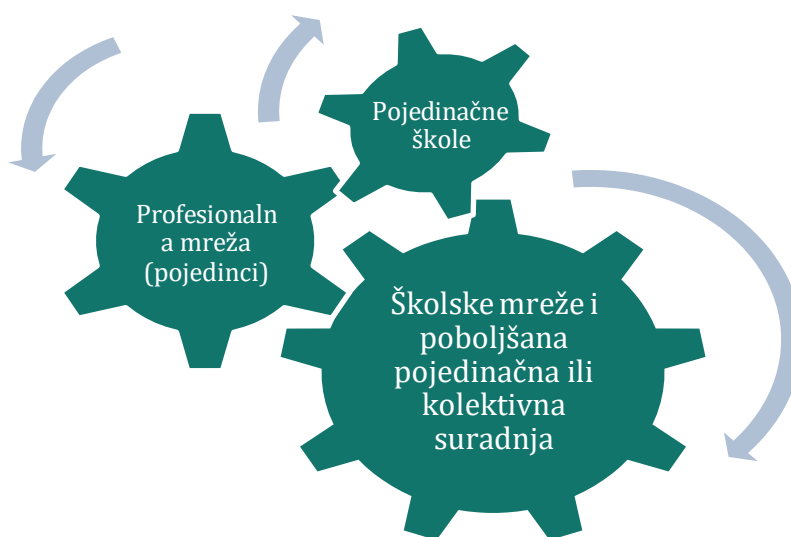 Pojedinačne
škole
Profesionaln
a mreža
(pojedinci)
Školske mreže i
poboljšana
pojedinačna ili
kolektivna
suradnja